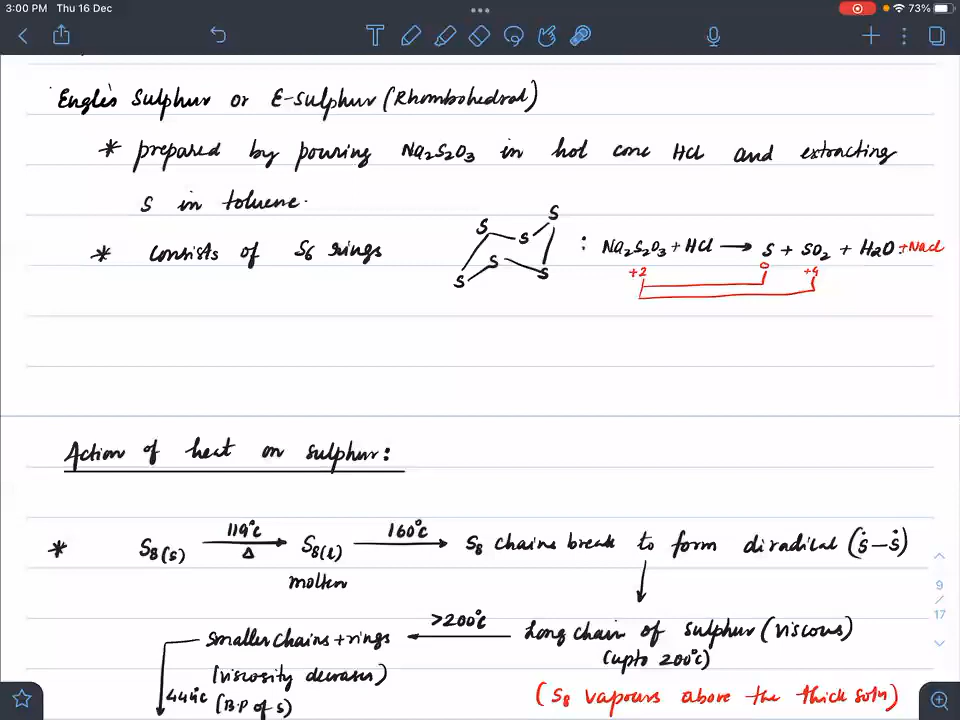 3:00 PM Thu 16 Dec
73%
Engle's Sulphur or E-sulphur (Rhombohedral)
* prepared by pouring Na2S2O3 in hot conc HCl and extracting
S in toluene.
* consists of S6 rings
S S S S S S
: Na2S2O3 + HCl → S + SO2 + H2O + NaCl
+2 0 +4
Action of heat on sulphur:
* S8(s) 119°C Δ → S8(l) 160°C → S8 chains break to form diradical (Ṡ-Ṡ)
molten
smaller chains + rings ← >200°C Long chain of sulphur (viscous)
(upto 200°C)
(viscosity decreases)
444°C (B.P of S)
(S8 vapours above the thick soln)
9
/
17